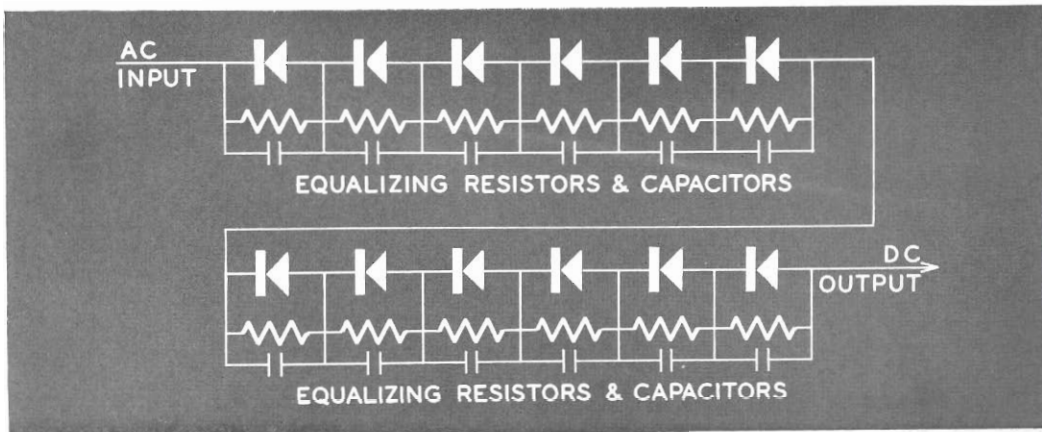 AC
INPUT
EQUALIZING RESISTORS & CAPACITORS
DC
OUTPUT
EQUALIZING RESISTORS & CAPACITORS